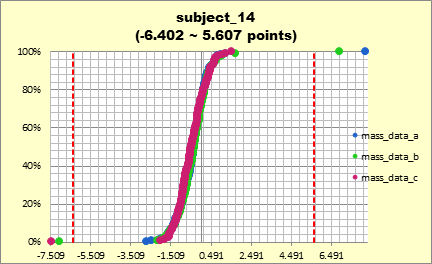 subject_14
(-6.402 ~ 5.607 points)
100%
80%
60%
40%
20%
0%
mass_data_a
mass_data_b
mass_data_c
-7.509 -5.509 -3.509 -1.509 0.491 2.491 4.491 6.491